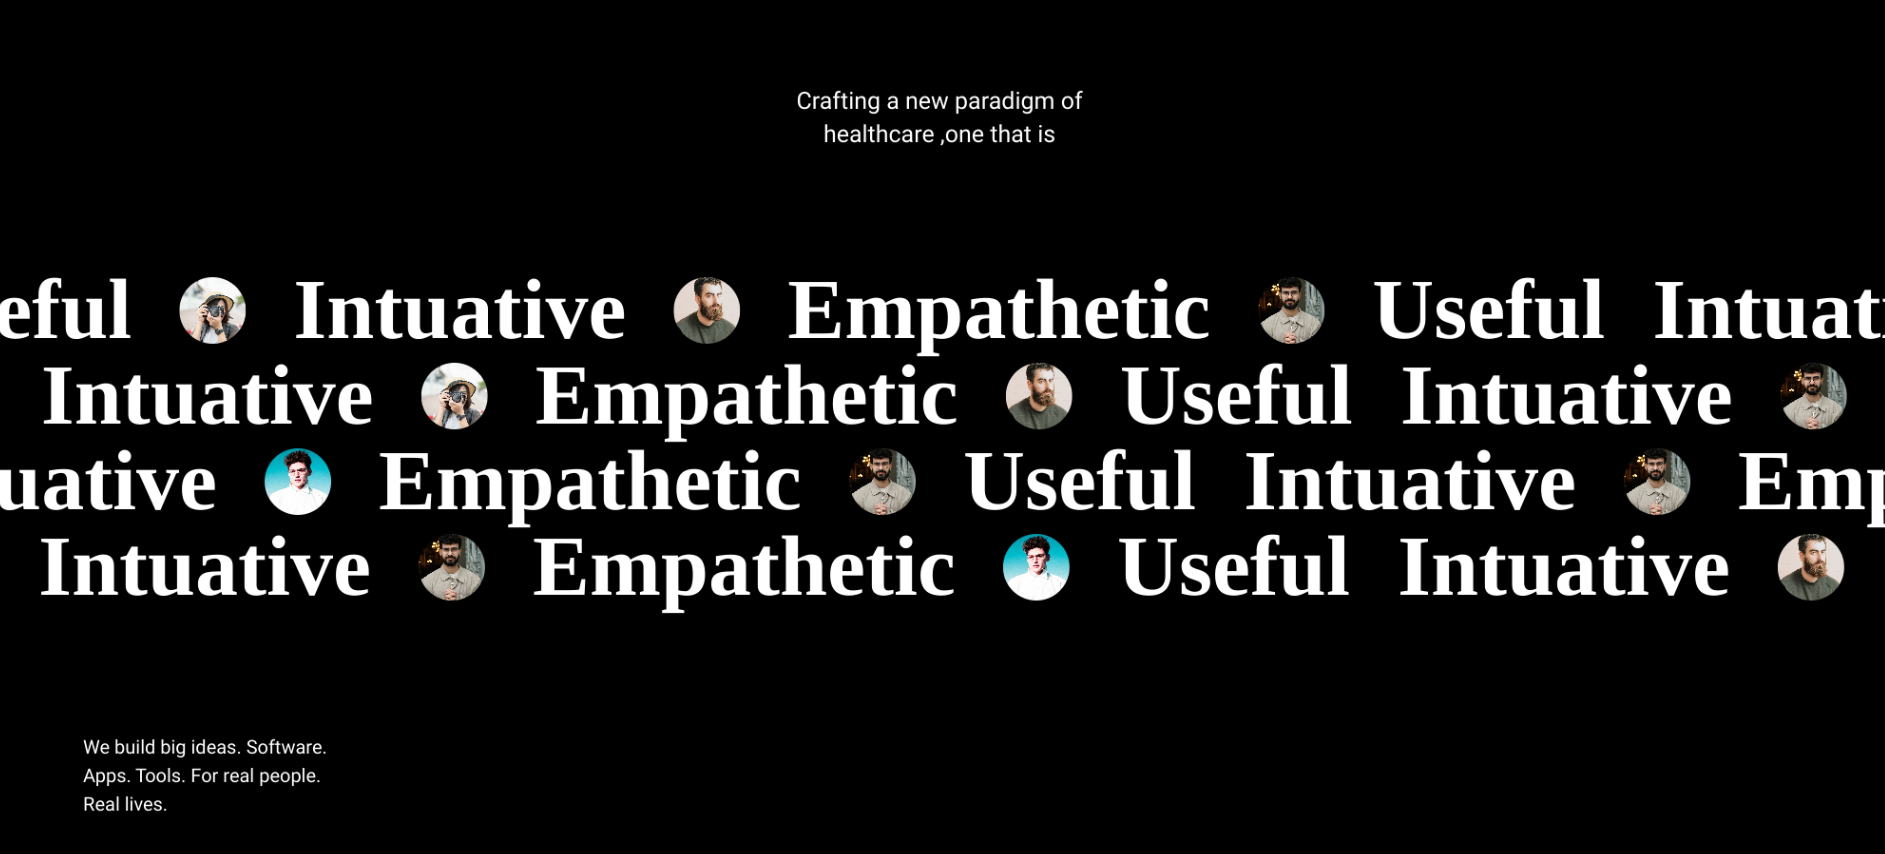 Crafting a new paradigm of
healthcare ,one that is
eful Intuative Empathetic Useful Intuati
Intuative Empathetic Useful Intuative
uative Empathetic Useful Intuative Emp
Intuative Empathetic Useful Intuative
We build big ideas. Software.
Apps. Tools. For real people.
Real lives.